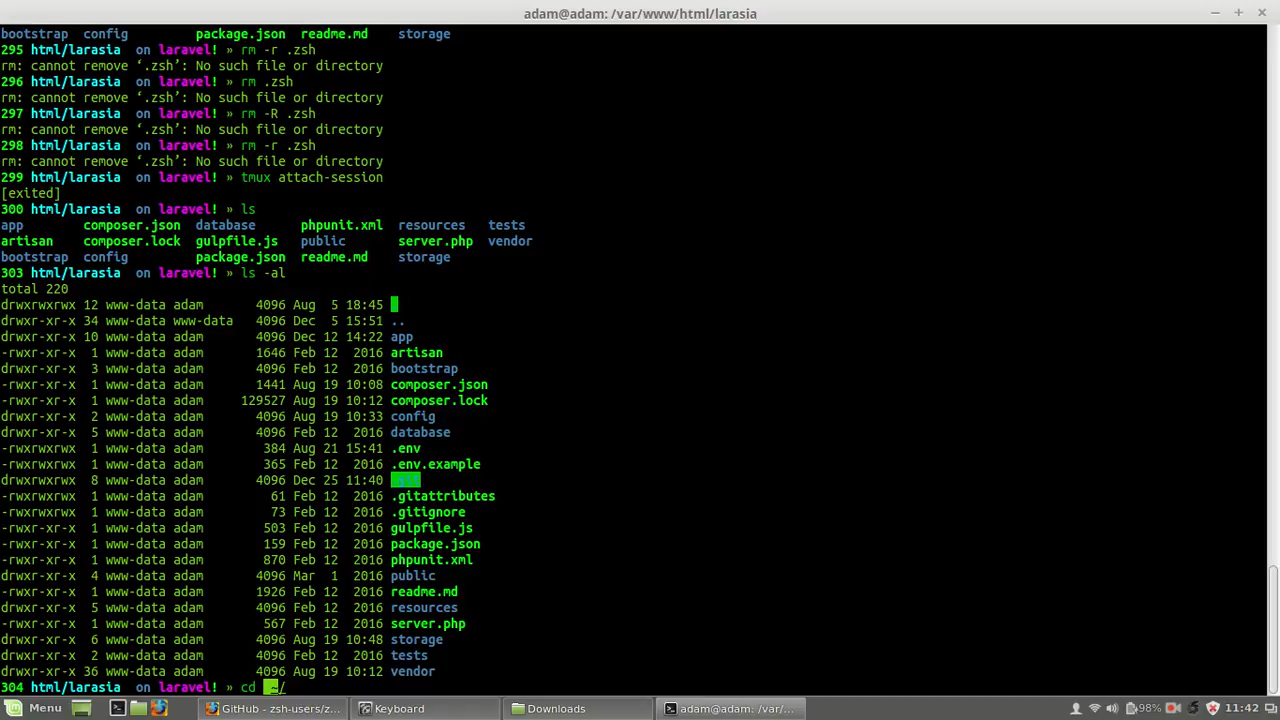 adam@adam: /var/www/html/larasia
bootstrap config package.json readme.md storage
295 html/larasia on laravel! » rm -r .zsh
rm: cannot remove ‘.zsh’: No such file or directory
296 html/larasia on laravel! » rm .zsh
rm: cannot remove ‘.zsh’: No such file or directory
297 html/larasia on laravel! » rm -R .zsh
rm: cannot remove ‘.zsh’: No such file or directory
298 html/larasia on laravel! » rm -r .zsh
rm: cannot remove ‘.zsh’: No such file or directory
299 html/larasia on laravel! » tmux attach-session
[exited]
300 html/larasia on laravel! » ls
app composer.json database phpunit.xml resources tests
artisan composer.lock gulpfile.js public server.php vendor
bootstrap config package.json readme.md storage
303 html/larasia on laravel! » ls -al
total 220
drwxrwxrwx 12 www-data adam 4096 Aug 5 18:45 .
drwxr-xr-x 34 www-data www-data 4096 Dec 5 15:51 ..
drwxr-xr-x 10 www-data adam 4096 Dec 12 14:22 app
-rwxr-xr-x 1 www-data adam 1646 Feb 12 2016 artisan
drwxr-xr-x 3 www-data adam 4096 Feb 12 2016 bootstrap
-rwxr-xr-x 1 www-data adam 1441 Aug 19 10:08 composer.json
-rwxr-xr-x 1 www-data adam 129527 Aug 19 10:12 composer.lock
drwxr-xr-x 2 www-data adam 4096 Aug 19 10:33 config
drwxr-xr-x 5 www-data adam 4096 Feb 12 2016 database
-rwxrwxrwx 1 www-data adam 384 Aug 21 15:41 .env
-rwxrwxrwx 1 www-data adam 365 Feb 12 2016 .env.example
drwxrwxrwx 8 www-data adam 4096 Dec 25 11:40 .git
-rwxrwxrwx 1 www-data adam 61 Feb 12 2016 .gitattributes
-rwxrwxrwx 1 www-data adam 73 Feb 12 2016 .gitignore
-rwxr-xr-x 1 www-data adam 503 Feb 12 2016 gulpfile.js
-rwxr-xr-x 1 www-data adam 159 Feb 12 2016 package.json
-rwxr-xr-x 1 www-data adam 870 Feb 12 2016 phpunit.xml
drwxr-xr-x 4 www-data adam 4096 Mar 1 2016 public
-rwxr-xr-x 1 www-data adam 1926 Feb 12 2016 readme.md
drwxr-xr-x 5 www-data adam 4096 Feb 12 2016 resources
-rwxr-xr-x 1 www-data adam 567 Feb 12 2016 server.php
drwxr-xr-x 6 www-data adam 4096 Aug 19 10:48 storage
drwxr-xr-x 2 www-data adam 4096 Feb 12 2016 tests
drwxr-xr-x 36 www-data adam 4096 Aug 19 10:12 vendor
304 html/larasia on laravel! » cd ~/
Menu GitHub - zsh-users/z... Keyboard Downloads adam@adam: /var/... 98% 11:42